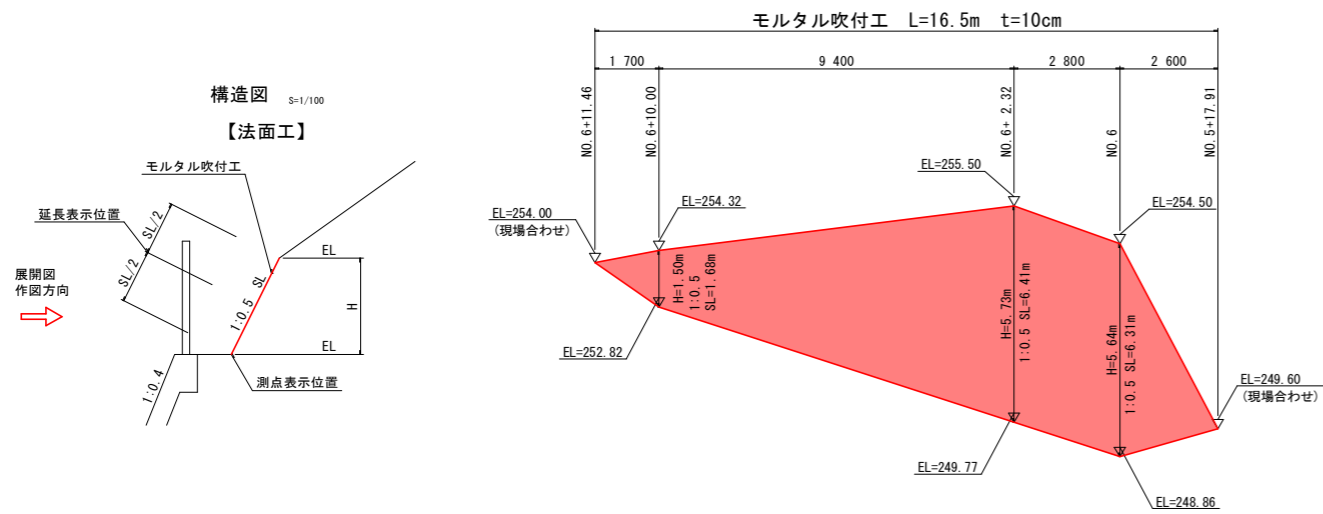 構造図 S=1/100
【法面工】
モルタル吹付工
延長表示位置
SL/2
SL/2
展開図
作図方向
EL
1:0.5 SL
H
EL
測点表示位置
1:0.4
モルタル吹付工 L=16.5m t=10cm
1 700
9 400
2 800
2 600
NO.6+11.46
NO.6+10.00
NO.6+ 2.32
NO.6
NO.5+17.91
EL=254.00
(現場合わせ)
EL=254.32
EL=255.50
EL=254.50
H=1.50m
1:0.5
SL=1.68m
H=5.73m
1:0.5 SL=6.41m
H=5.64m
1:0.5 SL=6.31m
EL=252.82
EL=249.77
EL=248.86
EL=249.60
(現場合わせ)